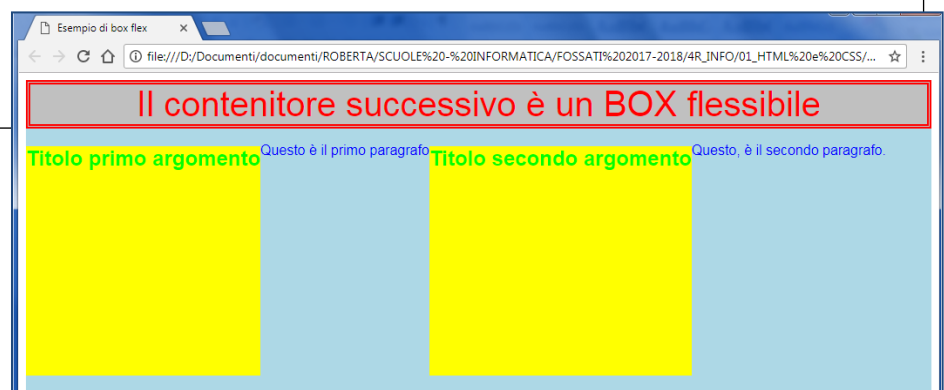 Esempio di box flex
file:///D:/Documenti/documenti/ROBERTA/SCUOLE%20-%20INFORMATICA/FOSSATI%202017-2018/4R_INFO/01_HTML%20e%20CSS/...
Il contenitore successivo è un BOX flessibile
Titolo primo argomento Questo è il primo paragrafo Titolo secondo argomento Questo, è il secondo paragrafo.